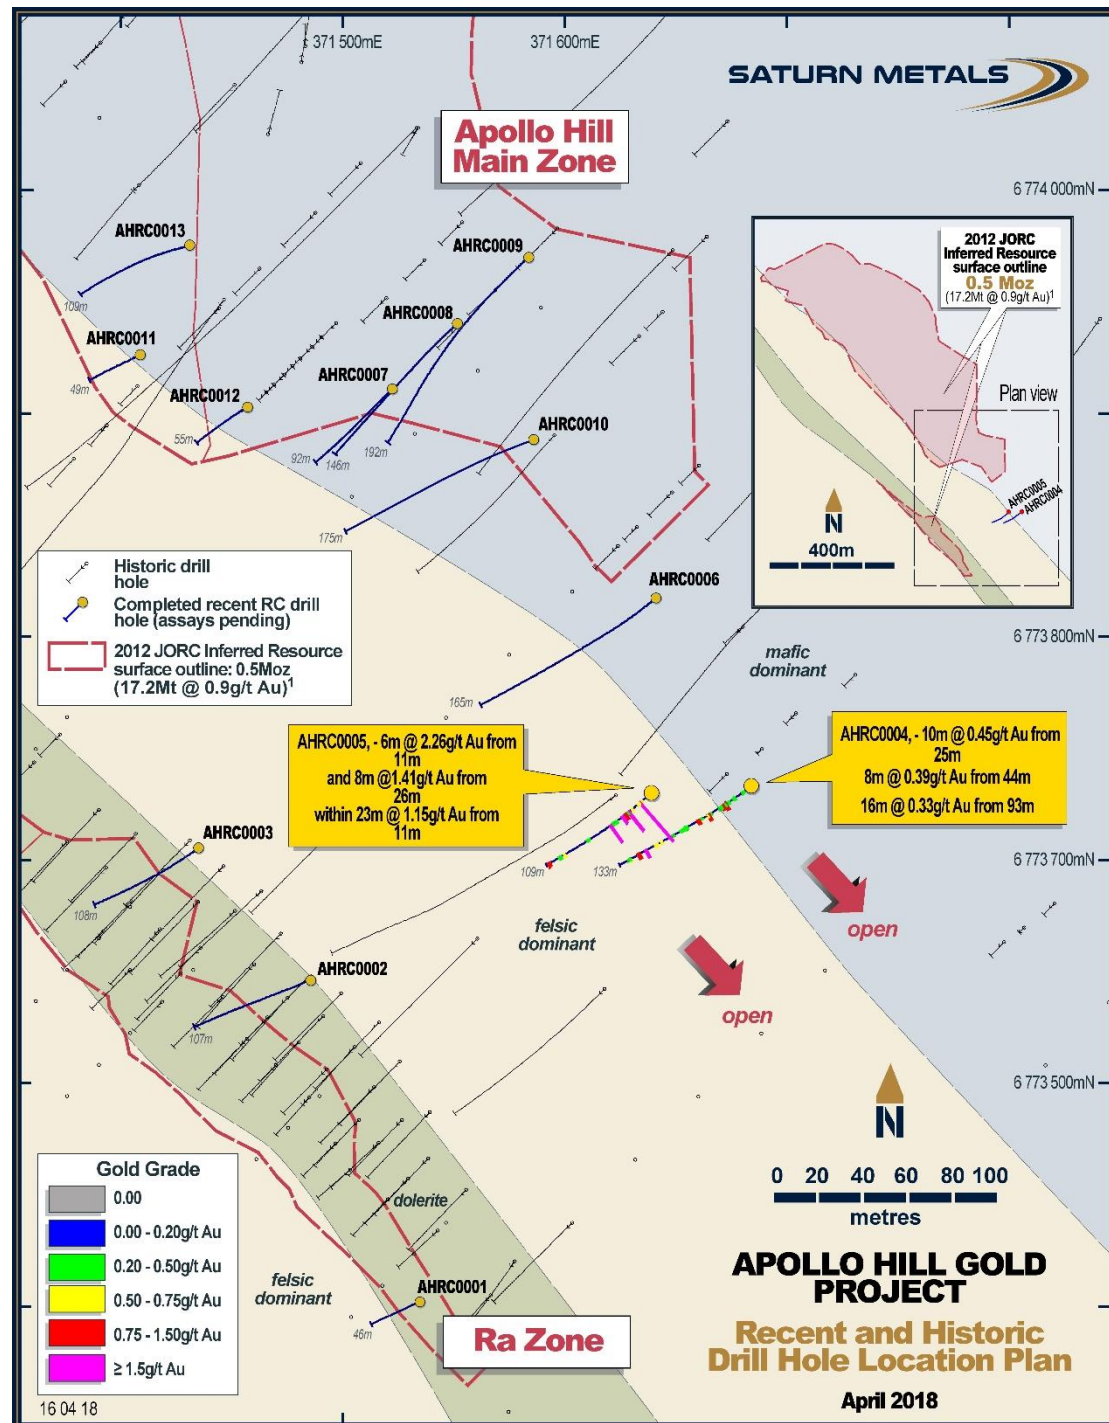 371 500mE
371 600mE
SATURN METALS
Apollo Hill
Main Zone
6 774 000mN
AHRC0013
109m
AHRC0009
AHRC0008
AHRC0011
49m
AHRC0007
AHRC0012
55m
92m
146m
192m
AHRC0010
175m
2012 JORC
Inferred Resource
surface outline
0.5 Moz
(17.2Mt @ 0.9g/t Au)¹
Plan view
AHRC0005
AHRC0004
N
400m
Historic drill
hole
Completed recent RC drill
hole (assays pending)
2012 JORC Inferred Resource
surface outline: 0.5Moz
(17.2Mt @ 0.9g/t Au)¹
AHRC0006
165m
6 773 800mN
mafic
dominant
AHRC0005, - 6m @ 2.26g/t Au from
11m
and 8m @1.41g/t Au from
26m
within 23m @ 1.15g/t Au from
11m
AHRC0004, - 10m @ 0.45g/t Au from
25m
8m @ 0.39g/t Au from 44m
16m @ 0.33g/t Au from 93m
109m
133m
AHRC0003
108m
6 773 700mN
felsic
dominant
open
open
AHRC0002
107m
6 773 500mN
N
Gold Grade
0.00
0.00 - 0.20g/t Au
0.20 - 0.50g/t Au
0.50 - 0.75g/t Au
0.75 - 1.50g/t Au
≥ 1.5g/t Au
dolerite
felsic
dominant
AHRC0001
46m
Ra Zone
0 20 40 60 80 100
metres
APOLLO HILL GOLD
PROJECT
Recent and Historic
Drill Hole Location Plan
April 2018
16 04 18